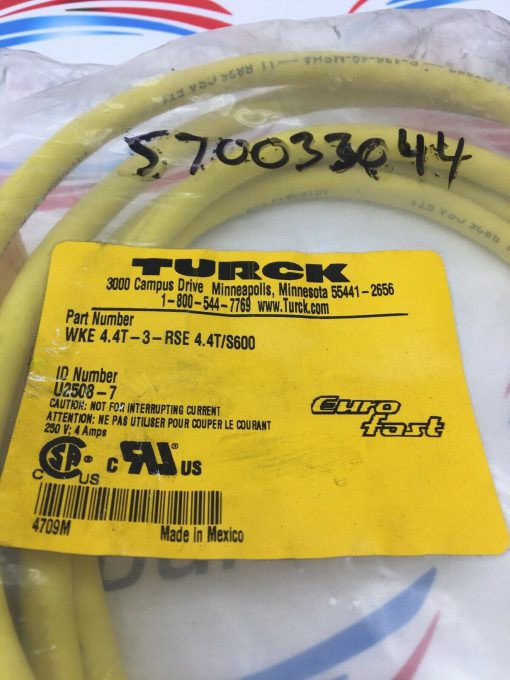 570033044
TURCK
3000 Campus Drive Minneapolis, Minnesota 55441-2656
1-800-544-7769 www.Turck.com
Part Number
WKE 4.4T-3-RSE 4.4T/S600
ID Number
U2508-7
CAUTION: NOT FOR INTERRUPTING CURRENT
ATTENTION: NE PAS UTILISER POUR COUPER LE COURANT
250 V; 4 Amps
Euro
fast
C SA US
C RU US
4709M
Made in Mexico